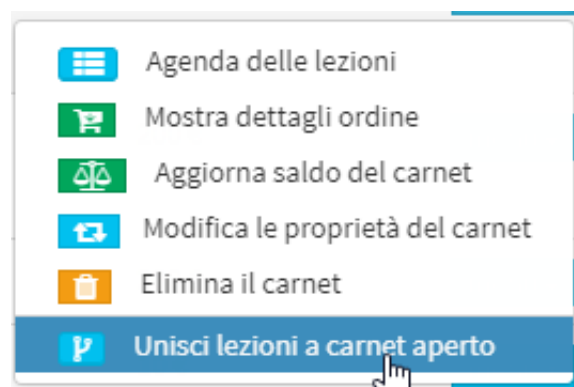 Agenda delle lezioni
Mostra dettagli ordine
Aggiorna saldo del carnet
Modifica le proprietà del carnet
Elimina il carnet
Unisci lezioni a carnet aperto